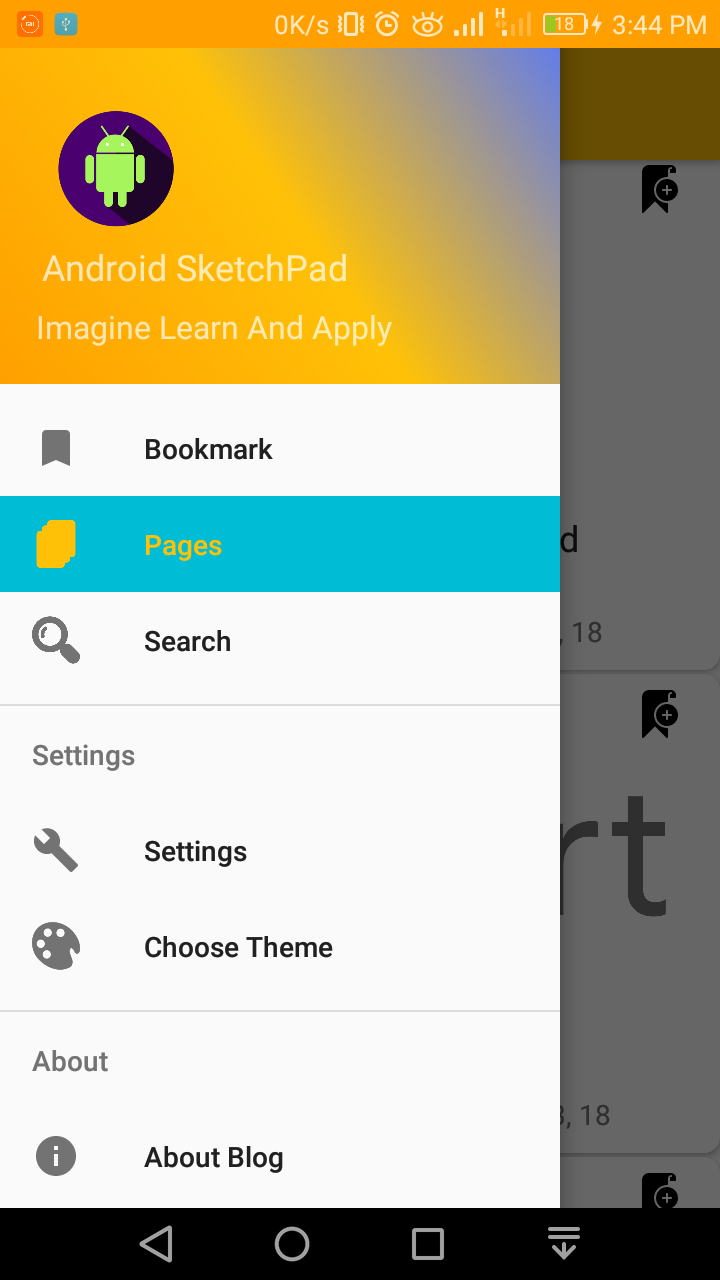 0K/s H 18 3:44 PM
Android SketchPad
Imagine Learn And Apply
Bookmark
Pages
d
Search
, 18
Settings
rt
Settings
Choose Theme
About
3, 18
About Blog